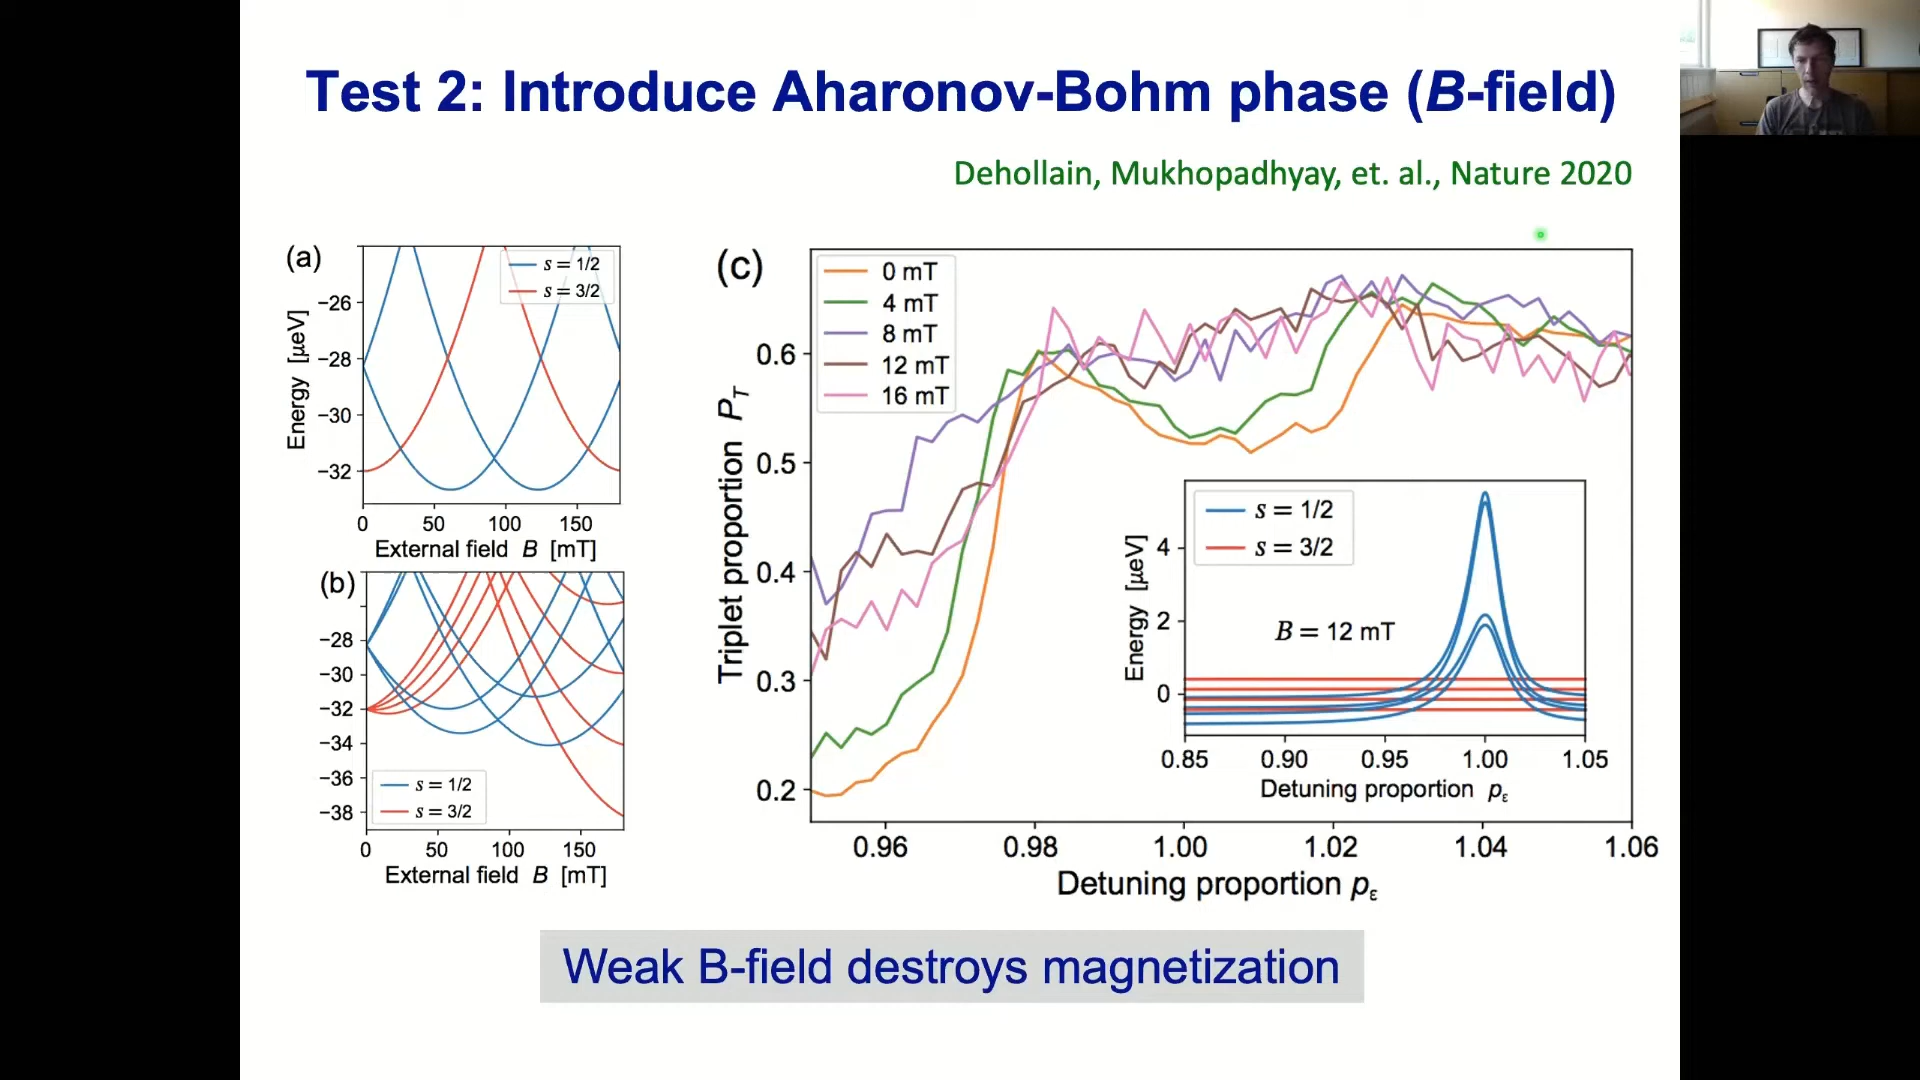 Test 2: Introduce Aharonov-Bohm phase (B-field)
Dehollain, Mukhopadhyay, et. al., Nature 2020
(a)
s = 1/2
s = 3/2
−26
−28
−30
−32
Energy [µeV]
0 50 100 150
External field B [mT]
(b)
−28
−30
−32
−34
−36
−38
s = 1/2
s = 3/2
0 50 100 150
External field B [mT]
(c)
0 mT
4 mT
8 mT
12 mT
16 mT
0.6
0.5
0.4
0.3
0.2
Triplet proportion P_T
s = 1/2
s = 3/2
B = 12 mT
4
2
0
Energy [µeV]
0.85 0.90 0.95 1.00 1.05
Detuning proportion pε
0.96 0.98 1.00 1.02 1.04 1.06
Detuning proportion pε
Weak B-field destroys magnetization